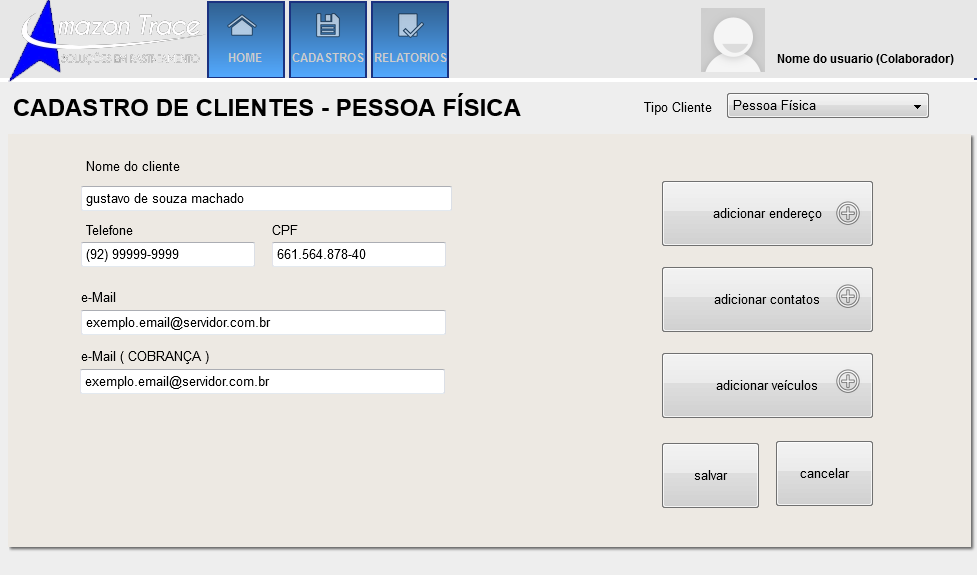 Amazon Trace
SOLUÇÕES EM RASTREAMENTO
HOME
CADASTROS
RELATORIOS
Nome do usuario (Colaborador)
CADASTRO DE CLIENTES - PESSOA FÍSICA
Tipo Cliente
Pessoa Física
Nome do cliente
gustavo de souza machado
Telefone
CPF
(92) 99999-9999
661.564.878-40
e-Mail
exemplo.email@servidor.com.br
e-Mail ( COBRANÇA )
exemplo.email@servidor.com.br
adicionar endereço
adicionar contatos
adicionar veículos
salvar
cancelar